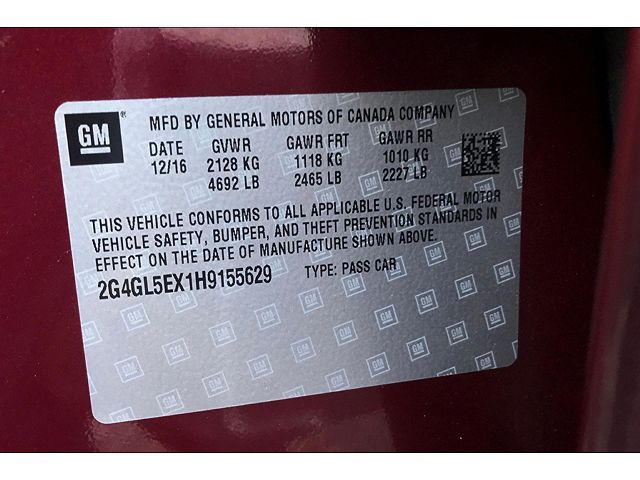 GM ® MFD BY GENERAL MOTORS OF CANADA COMPANY
DATE GVWR GAWR FRT GAWR RR
12/16 2128 KG 1118 KG 1010 KG
4692 LB 2465 LB 2227 LB
THIS VEHICLE CONFORMS TO ALL APPLICABLE U.S. FEDERAL MOTOR
VEHICLE SAFETY, BUMPER, AND THEFT PREVENTION STANDARDS IN
EFFECT ON THE DATE OF MANUFACTURE SHOWN ABOVE.
2G4GL5EX1H9155629 TYPE: PASS CAR